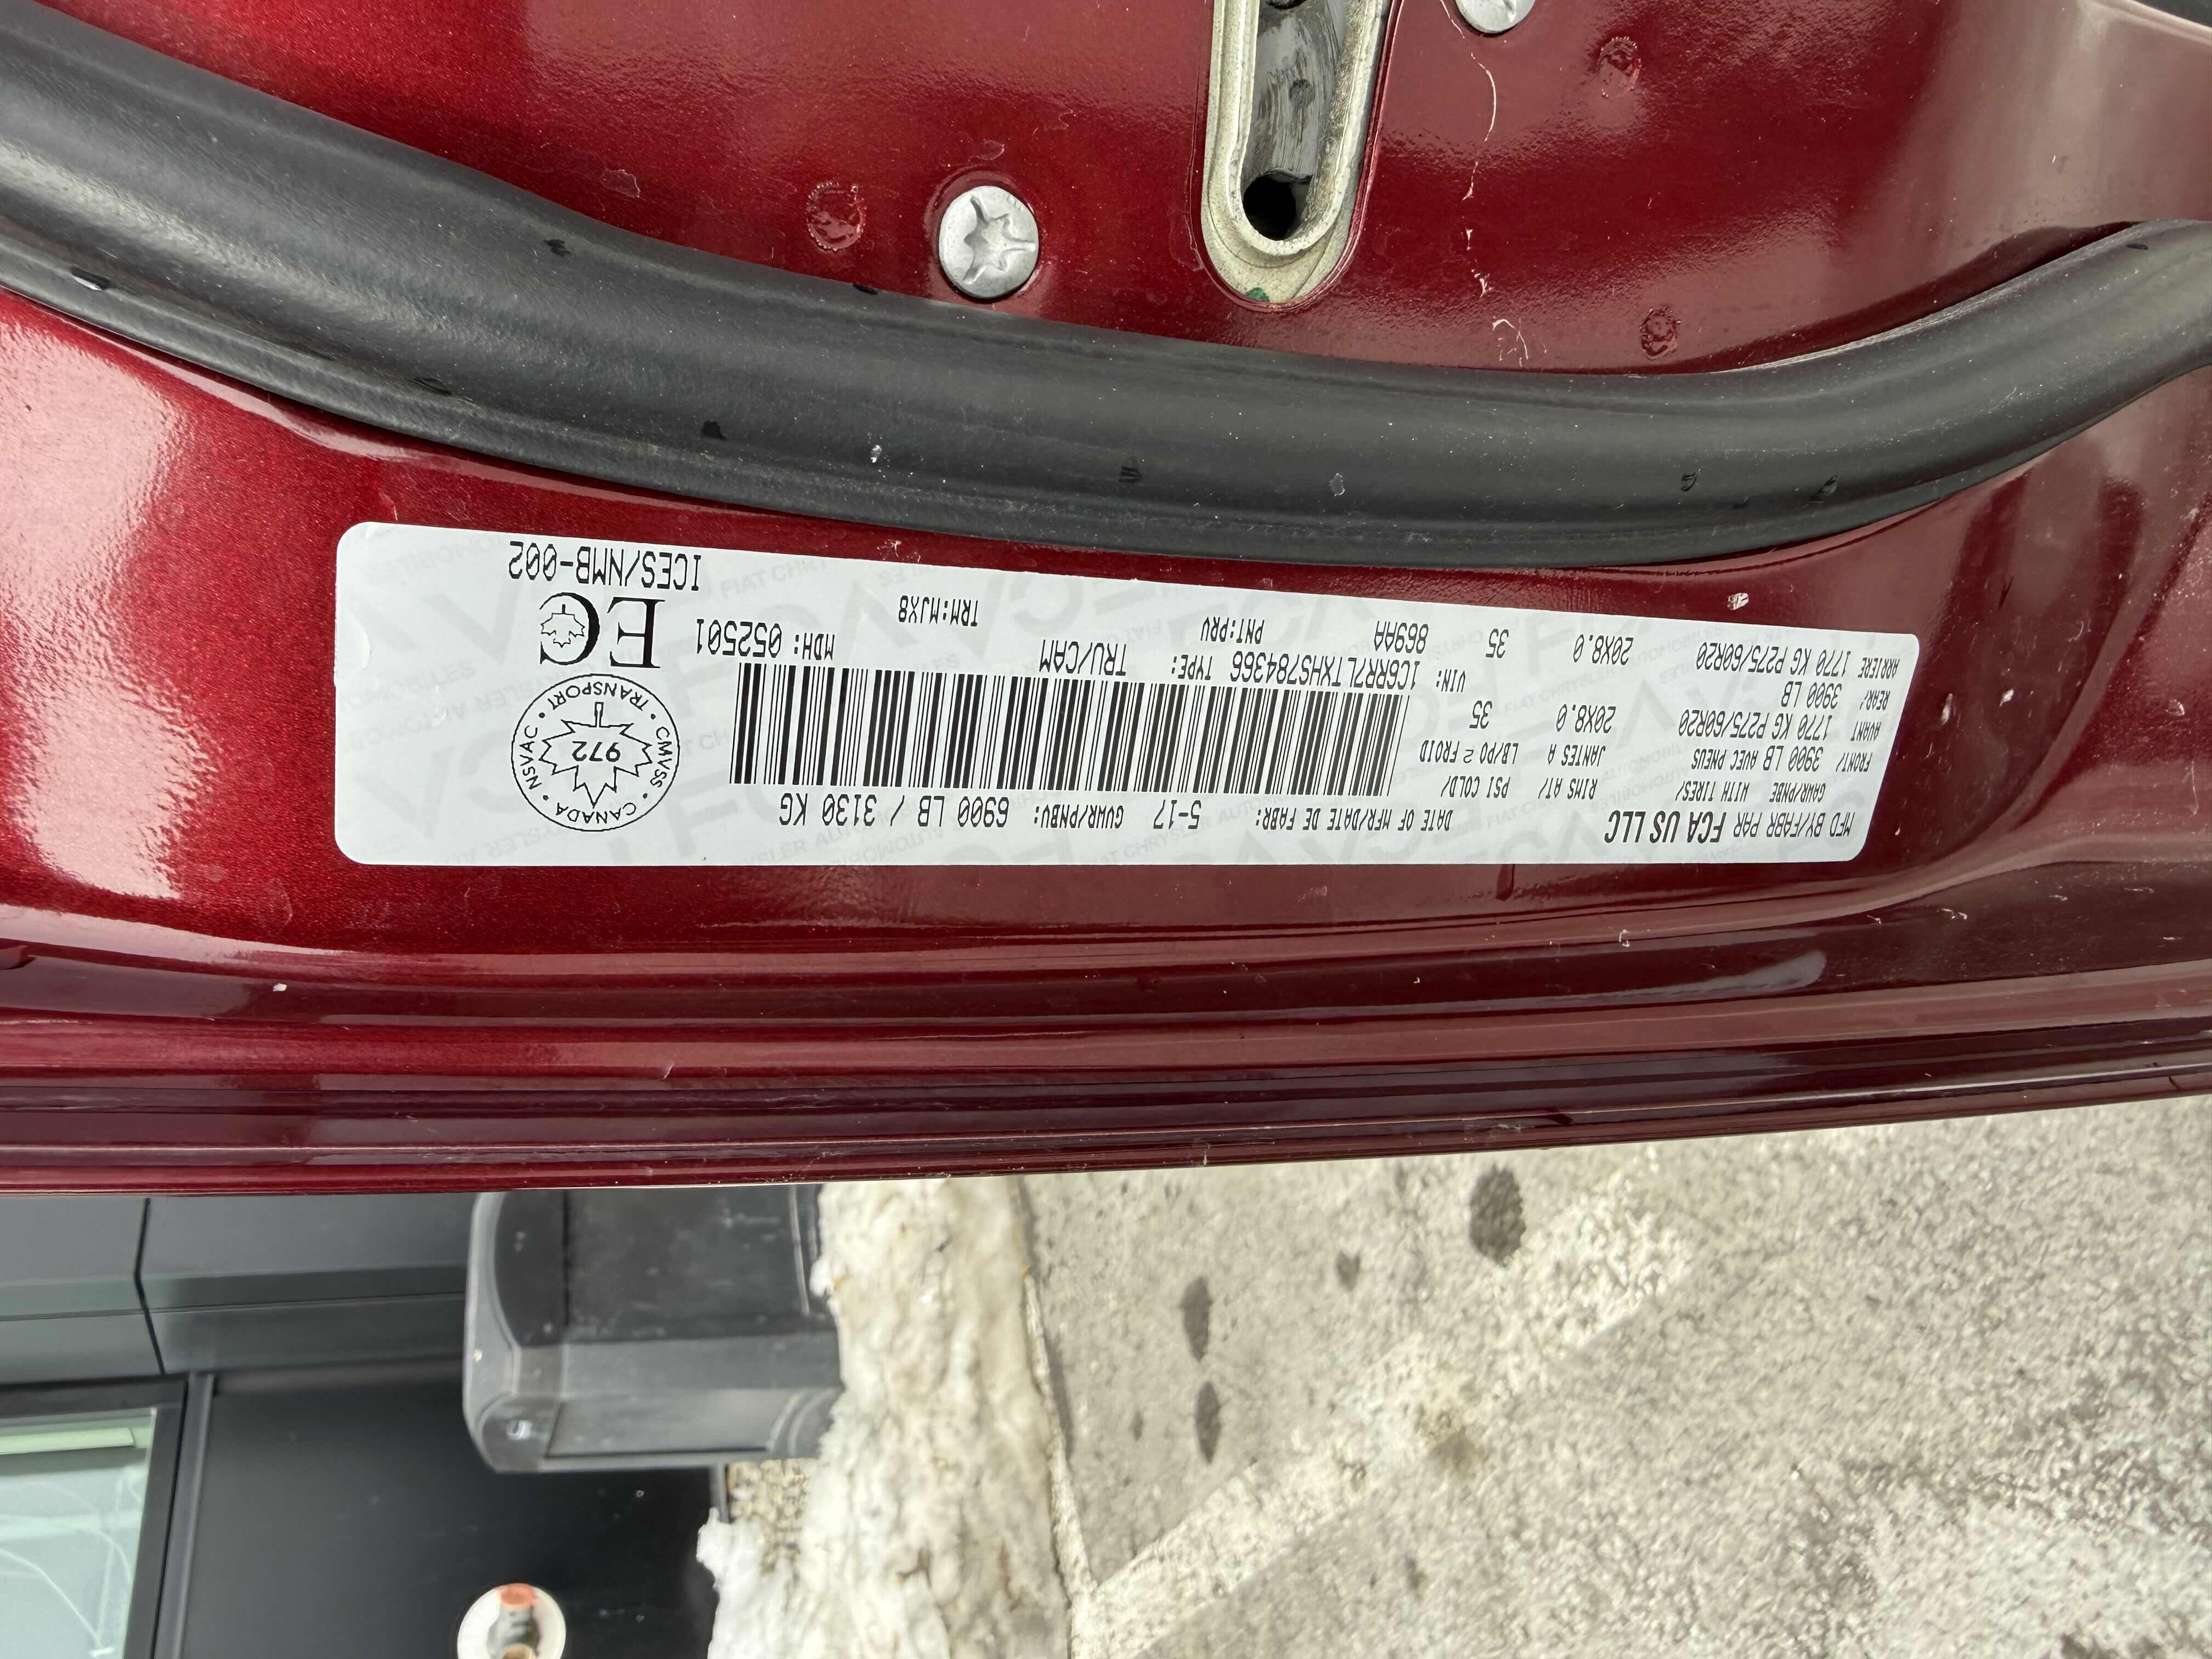 MFD BY/FABR PAR FCA US LLC
DATE OF MFR/DATE DE FABR: 5-17
GVWR/PNBV: 6900 LB / 3130 KG
GAWR/PNBE WITH TIRES/ RIMS AT/ PSI COLD/
FRONT/ 3900 LB AVEC PNEUS JANTES A LB/PO 2 FROID
AVANT 1770 KG P275/60R20 20X8.0 35
REAR/ 3900 LB
ARRIERE 1770 KG P275/60R20 20X8.0 35
VIN: 1C6RR7LTXHS784366 TYPE: TRU/CAM
869AA PNT:PRV TRM:MJX8
MDH: 052501
CANADA • CMVSS • TRANSPORT • NSVAC •
972
EC
ICES/NMB-002